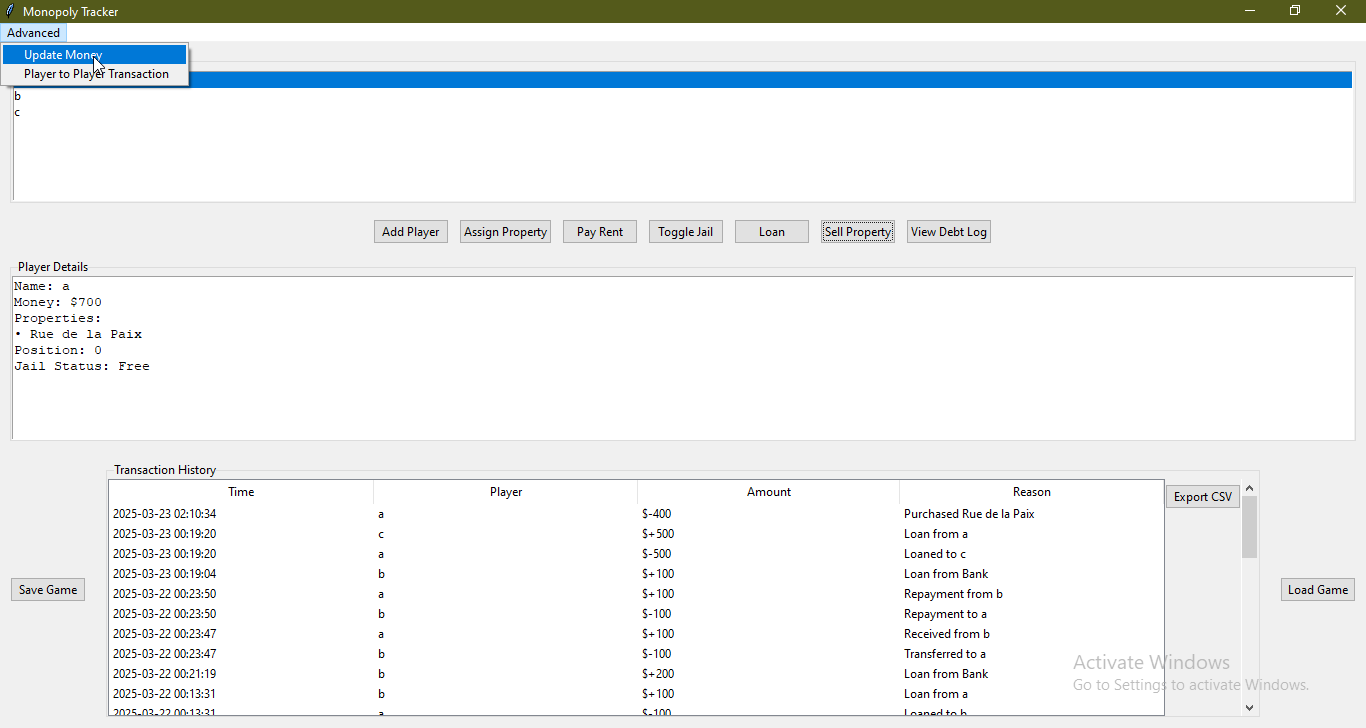 Monopoly Tracker
Advanced
Update Money
Player to Player Transaction
b
c
Add Player Assign Property Pay Rent Toggle Jail Loan Sell Property View Debt Log
Player Details
Name: a
Money: $700
Properties:
• Rue de la Paix
Position: 0
Jail Status: Free
Transaction History
Time Player Amount Reason
Export CSV
2025-03-23 02:10:34 a $-400 Purchased Rue de la Paix
2025-03-23 00:19:20 c $+500 Loan from a
2025-03-23 00:19:20 a $-500 Loaned to c
2025-03-23 00:19:04 b $+100 Loan from Bank
2025-03-22 00:23:50 a $+100 Repayment from b
2025-03-22 00:23:50 b $-100 Repayment to a
2025-03-22 00:23:47 a $+100 Received from b
2025-03-22 00:23:47 b $-100 Transferred to a
2025-03-22 00:21:19 b $+200 Loan from Bank
2025-03-22 00:13:31 b $+100 Loan from a
2025-03-22 00:13:31 a $-100 Loaned to b
Save Game
Load Game
Activate Windows
Go to Settings to activate Windows.